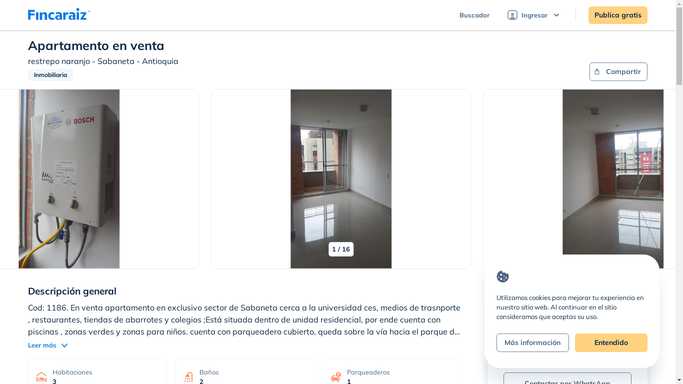 Fincaraíz
Buscador
Ingresar
Publica gratis
Apartamento en venta
restrepo naranjo - Sabaneta - Antioquia
Inmobiliaria
Compartir
BOSCH
1 / 16
Descripción general
Cod: 1186. En venta apartamento en exclusivo sector de Sabaneta cerca a la universidad ces, medios de trasnporte
, restaurantes, tiendas de abarrotes y colegios ;Está situada dentro de unidad residencial, por ende cuenta con
piscinas , zonas verdes y zonas para niños. cuenta con parqueadera cubierto, queda sobre la vía hacia el parque d...
Leer más
Habitaciones
3
Baños
2
Parqueaderos
1
Utilizamos cookies para mejorar tu experiencia en
nuestro sitio web. Al continuar en el sitio
consideramos que aceptas su uso.
Más información
Entendido
Contactar por WhatsApp